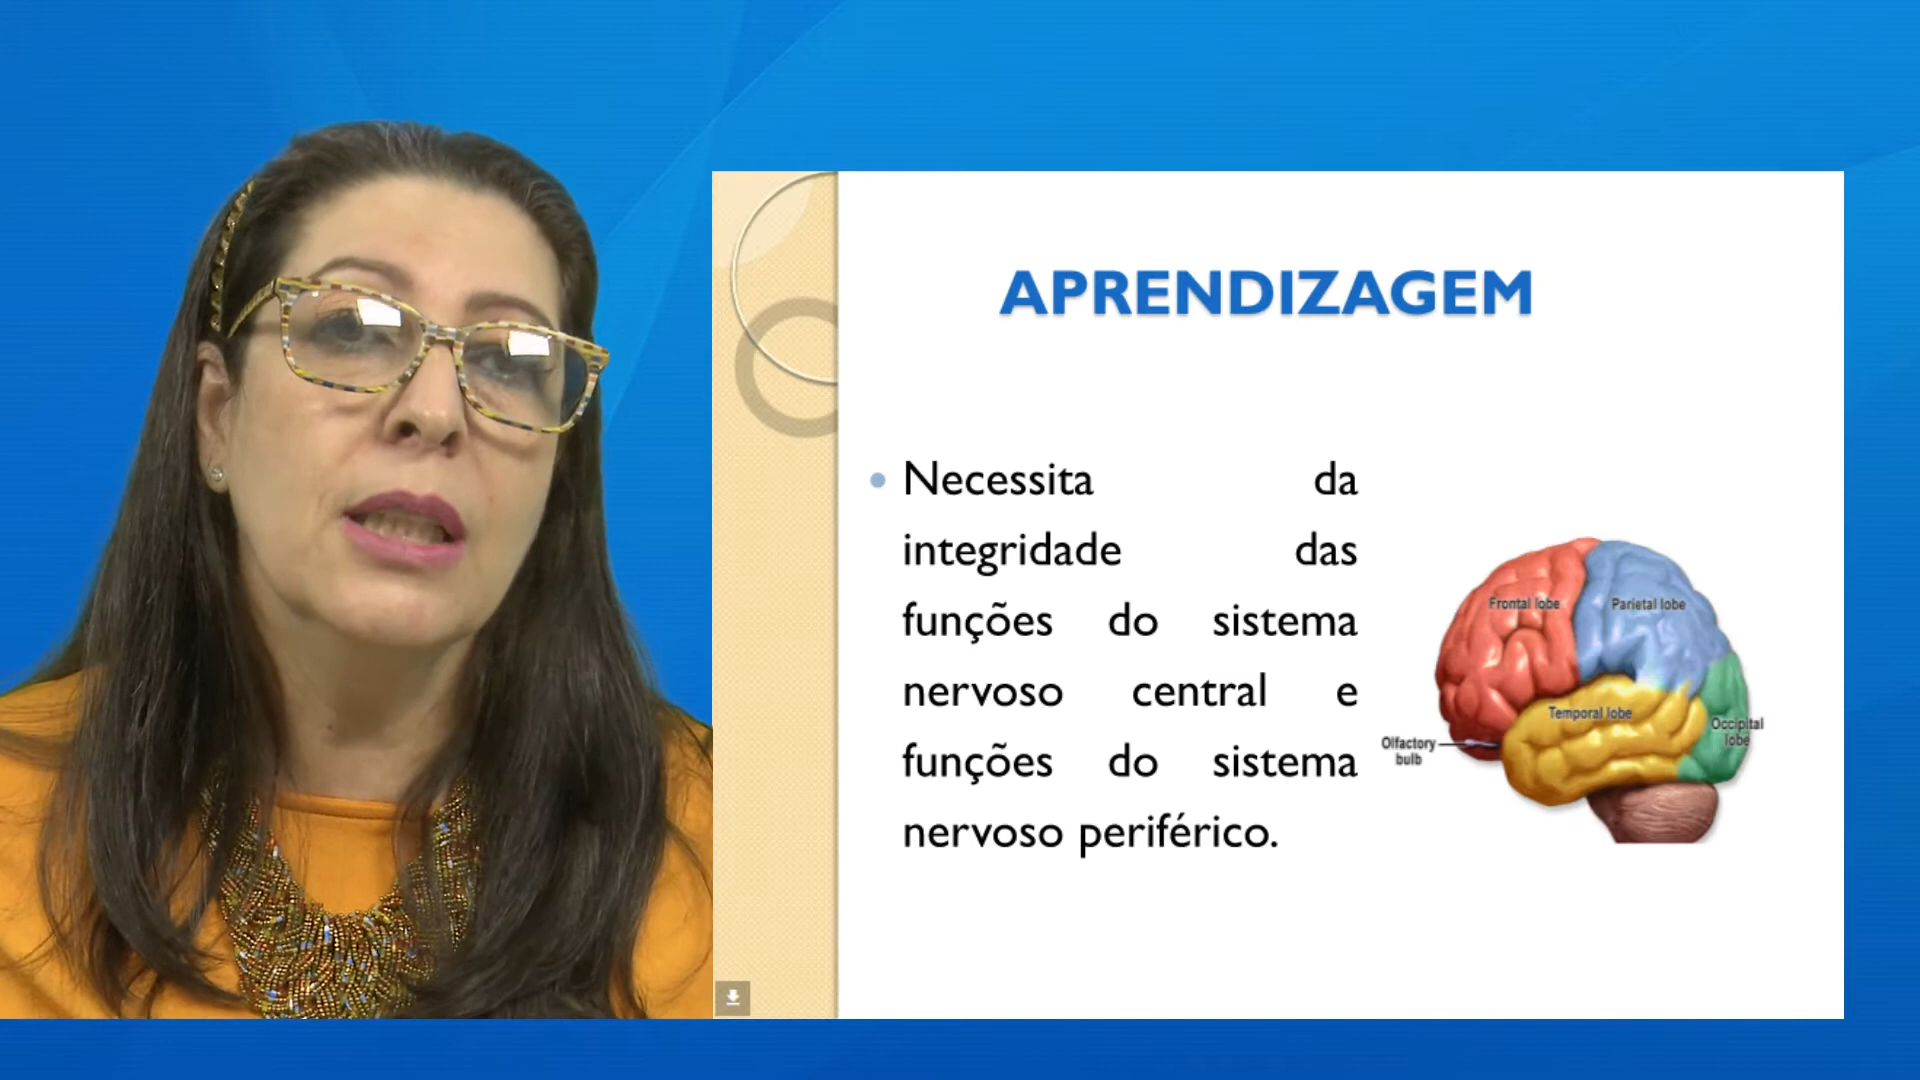 APRENDIZAGEM
• Necessita da
integridade das
funções do sistema
nervoso central e
funções do sistema
nervoso periférico.
Frontal lobe
Parietal lobe
Temporal lobe
Occipital
lobe
Olfactory
bulb